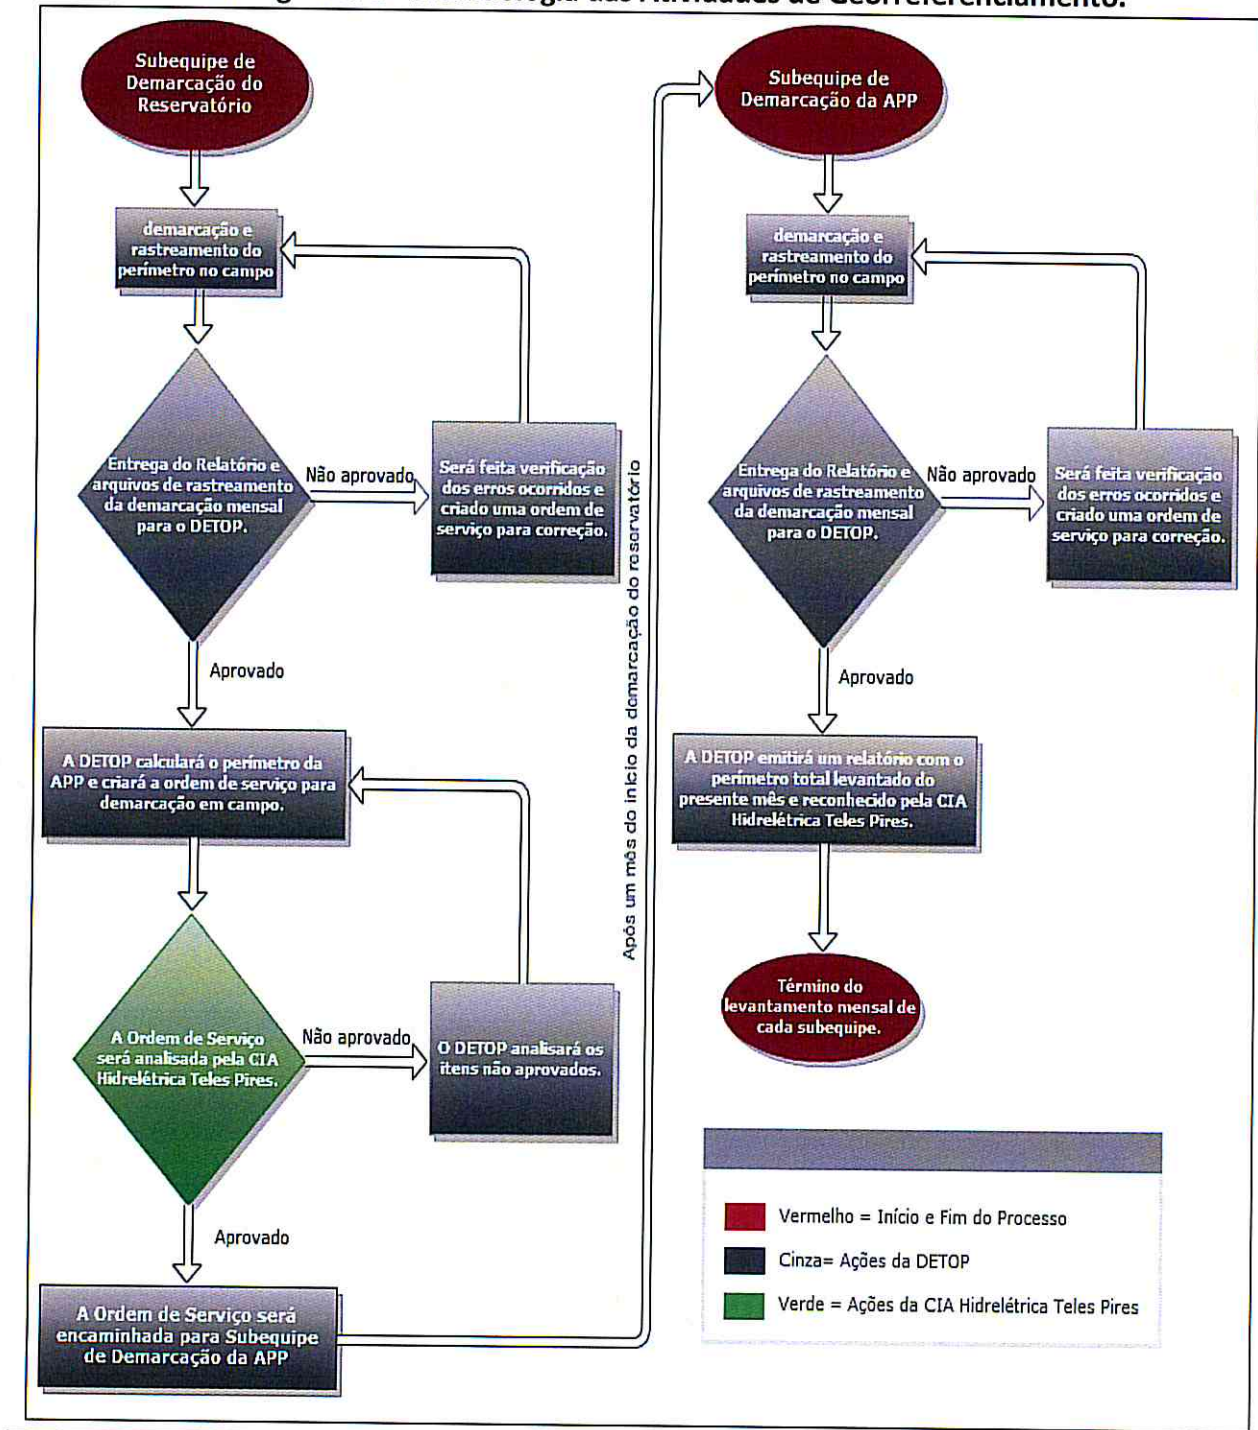 das Atividades de Georreferenciamento.
Subequipe de
Demarcação do
Reservatório
demarcação e
rastreamento do
perímetro no campo
Entrega do Relatório e
arquivos de rastreamento
da demarcação mensal
para o DETOP.
Não aprovado
Será feita verificação
dos erros ocorridos e
criado uma ordem de
serviço para correção.
Aprovado
A DETOP calculará o perímetro da
APP e criará a ordem de serviço para
demarcação em campo.
A Ordem de Serviço
será analisada pela CIA
Hidrelétrica Teles Pires.
Não aprovado
O DETOP analisará os
itens não aprovados.
Aprovado
A Ordem de Serviço será
encaminhada para Subequipe
de Demarcação da APP
Após um mês do início da demarcação do reservatório
Subequipe de
Demarcação da APP
demarcação e
rastreamento do
perímetro no campo
Entrega do Relatório e
arquivos de rastreamento
da demarcação mensal
para o DETOP.
Não aprovado
Será feita verificação
dos erros ocorridos e
criado uma ordem de
serviço para correção.
Aprovado
A DETOP emitirá um relatório com o
perímetro total levantado do
presente mês e reconhecido pela CIA
Hidrelétrica Teles Pires.
Término do
levantamento mensal de
cada subequipe.
Vermelho = Início e Fim do Processo
Cinza= Ações da DETOP
Verde = Ações da CIA Hidrelétrica Teles Pires